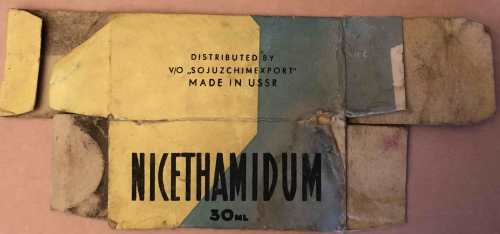 DISTRIBUTED BY
V/O „SOJUZCHIMEXPORT"
MADE IN USSR
NICETHAMIDUM
30 ML